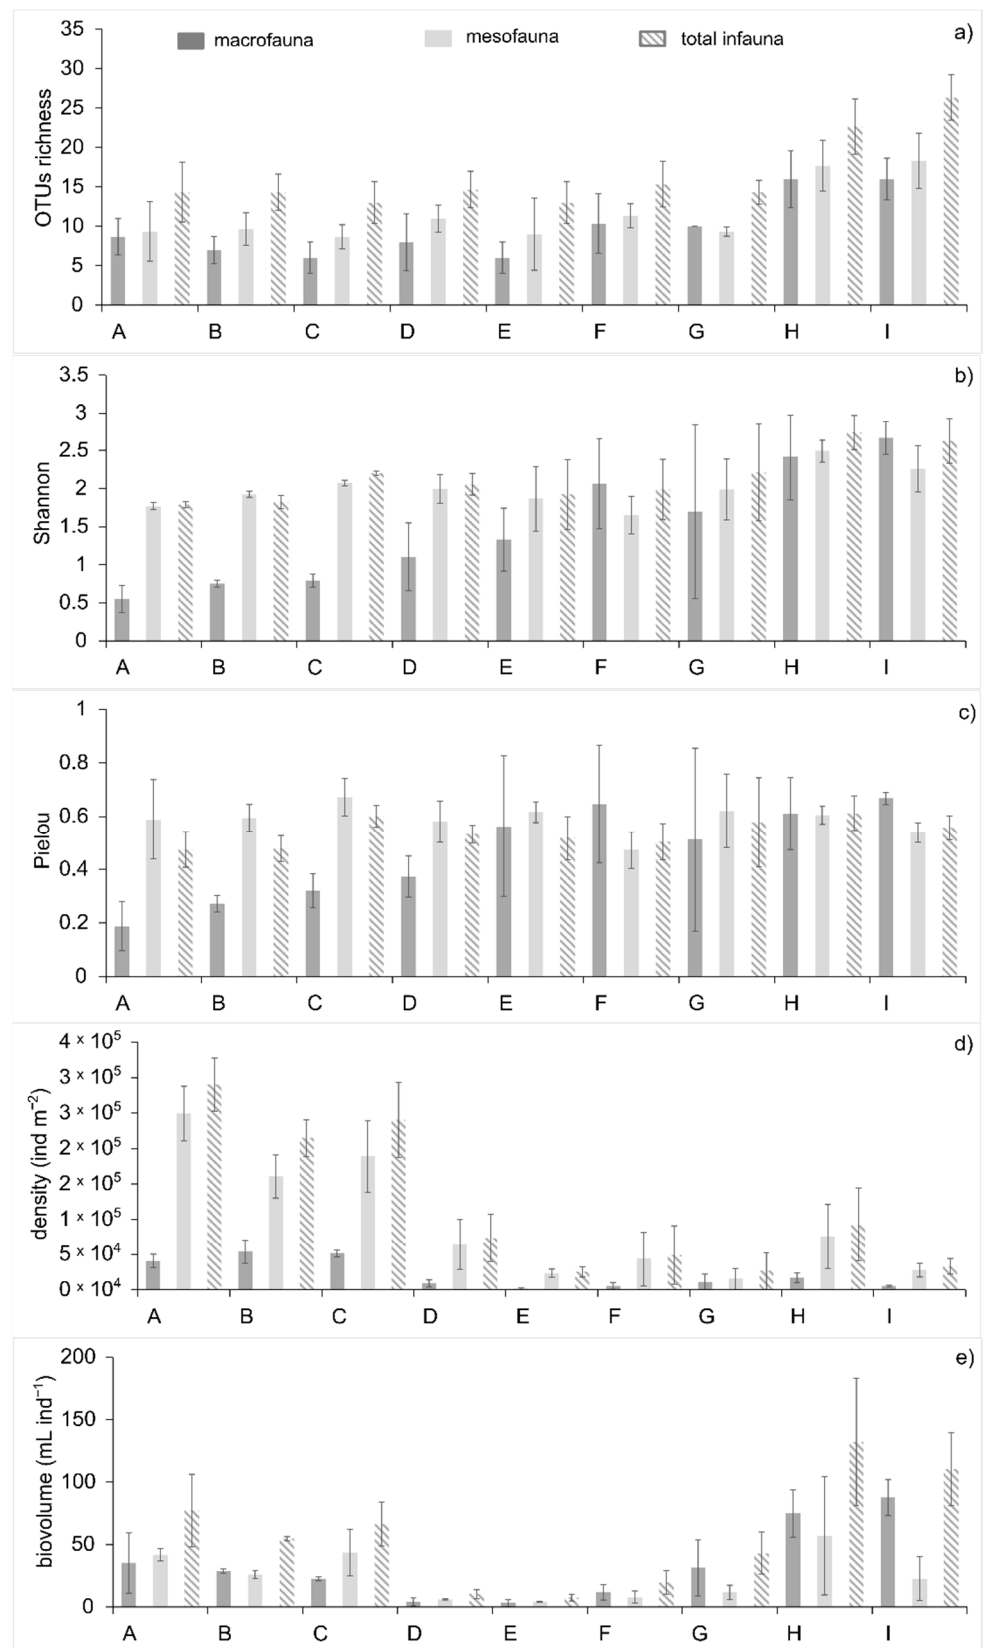 35
macrofauna
mesofauna
total infauna
a)
30
25
20
15
10
5
0
OTUs richness
A B C D E F G H I
3.5
b)
3
2.5
2
1.5
1
0.5
0
Shannon
A B C D E F G H I
1
c)
0.8
0.6
0.4
0.2
0
Pielou
A B C D E F G H I
4 × 10⁵
d)
3 × 10⁵
3 × 10⁵
2 × 10⁵
2 × 10⁵
1 × 10⁵
5 × 10⁴
0 × 10⁴
density (ind m⁻²)
A B C D E F G H I
200
e)
150
100
50
0
biovolume (mL ind⁻¹)
A B C D E F G H I